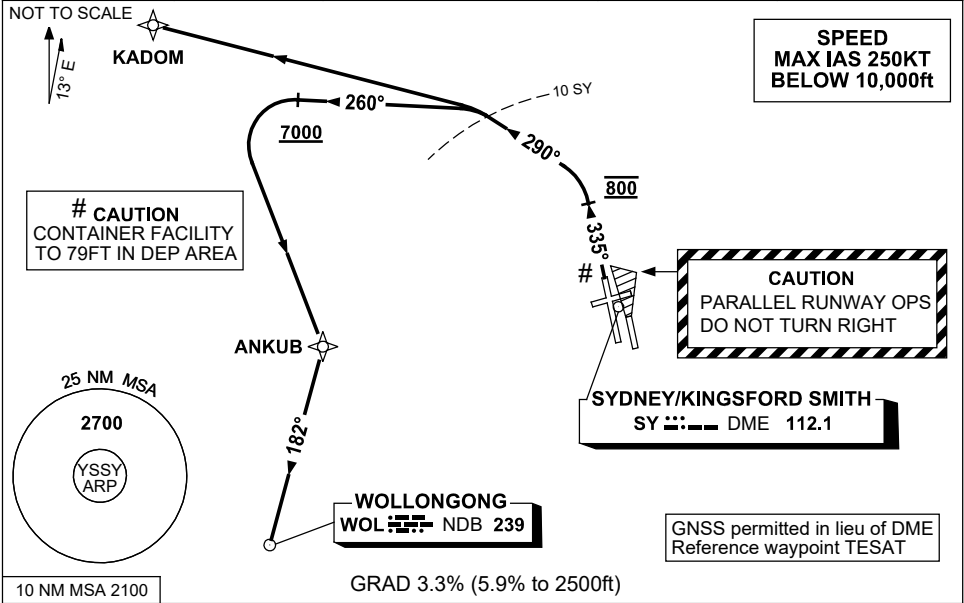 NOT TO SCALE
13° E
KADOM
SPEED
MAX IAS 250KT
BELOW 10,000ft
10 SY
260°
7000
290°
800
335°
# CAUTION
CONTAINER FACILITY
TO 79FT IN DEP AREA
#
CAUTION
PARALLEL RUNWAY OPS
DO NOT TURN RIGHT
ANKUB
SYDNEY/KINGSFORD SMITH
SY DME 112.1
25 NM MSA
2700
YSSY
ARP
182°
WOLLONGONG
WOL NDB 239
GNSS permitted in lieu of DME
Reference waypoint TESAT
10 NM MSA 2100
GRAD 3.3% (5.9% to 2500ft)